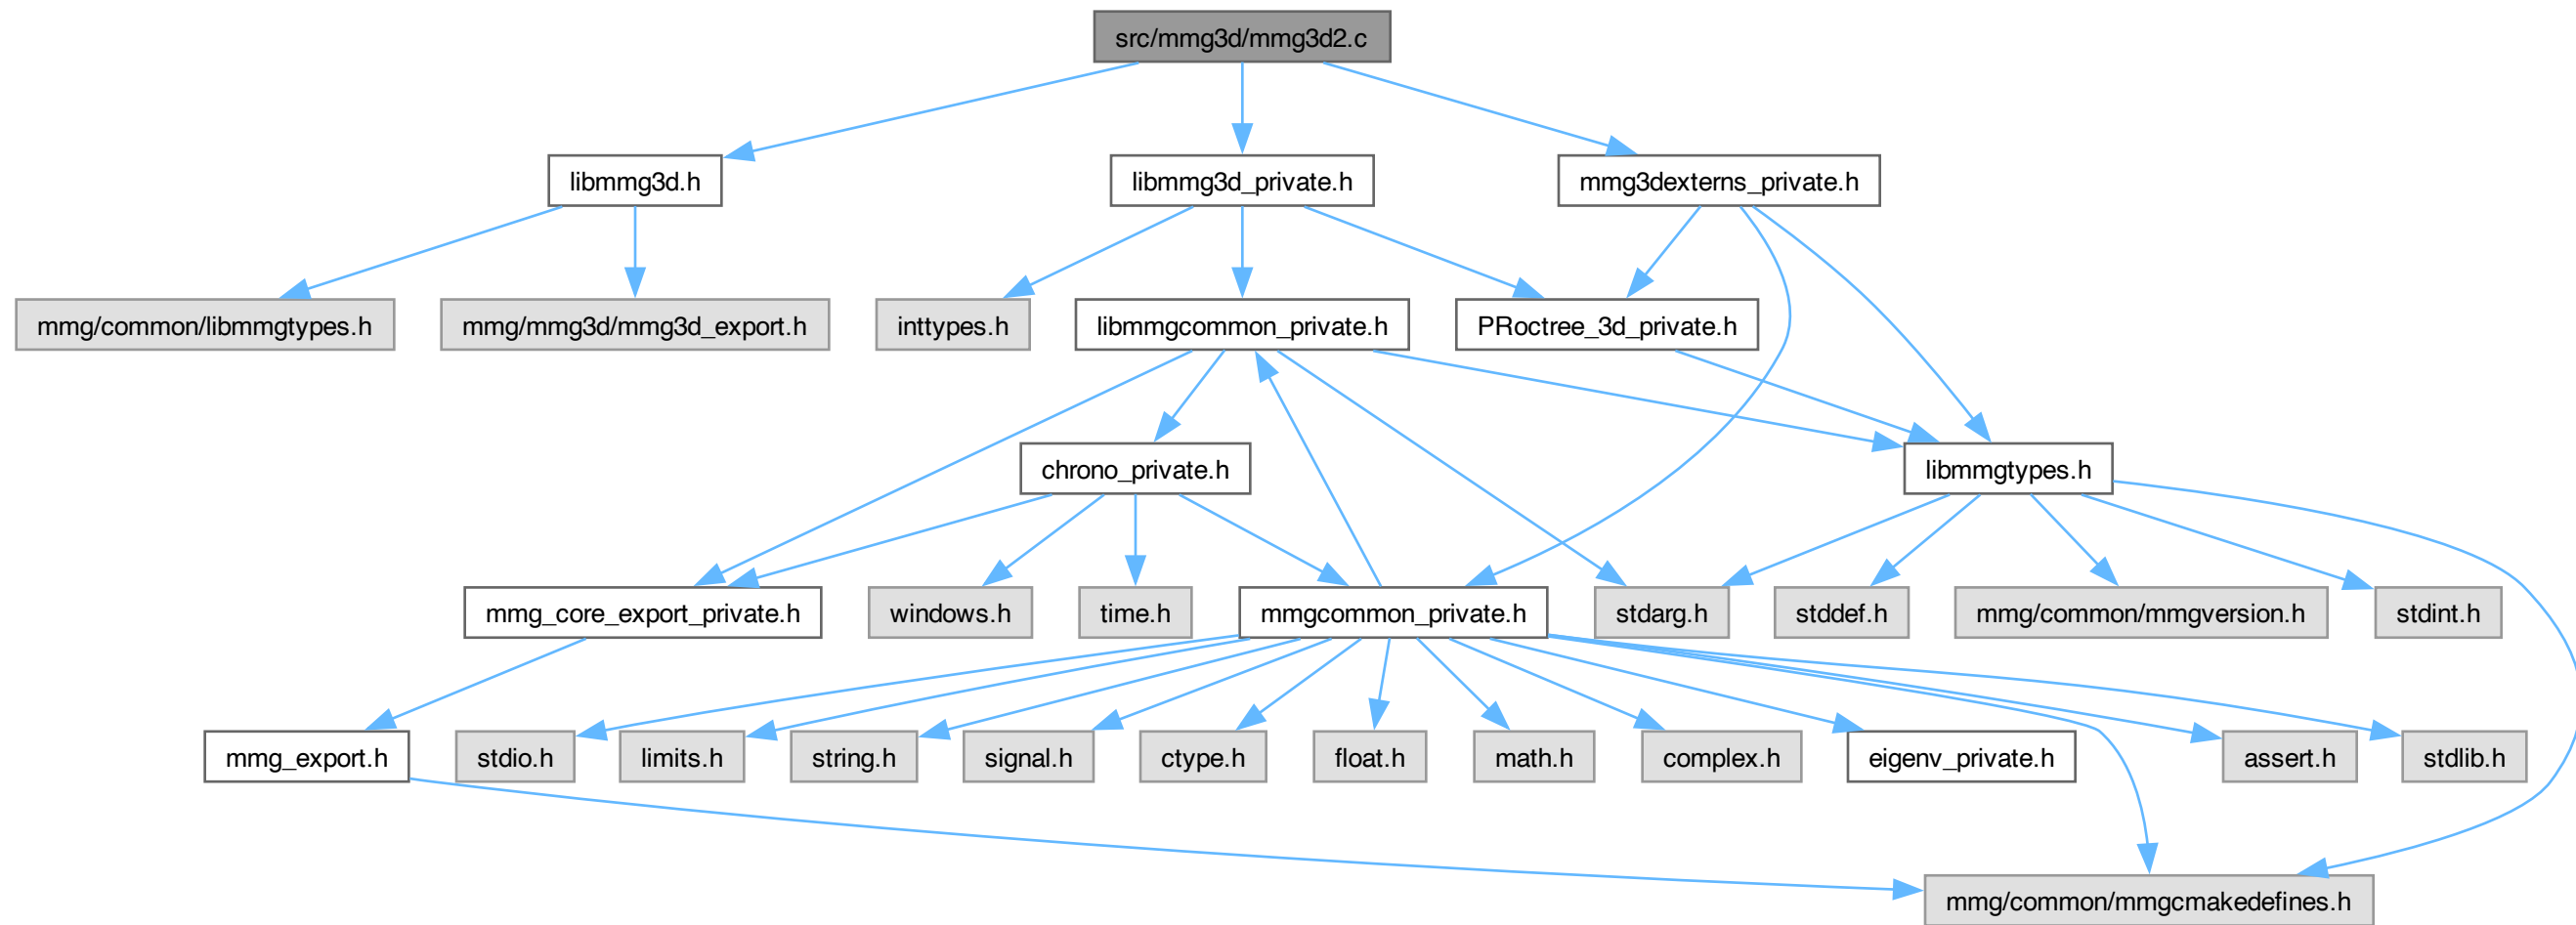 src/mmg3d/mmg3d2.c
libmmg3d.h
libmmg3d_private.h
mmg3dexterns_private.h
mmg/common/libmmgtypes.h
mmg/mmg3d/mmg3d_export.h
inttypes.h
libmmgcommon_private.h
PRoctree_3d_private.h
chrono_private.h
libmmgtypes.h
mmg_core_export_private.h
windows.h
time.h
mmgcommon_private.h
stdarg.h
stddef.h
mmg/common/mmgversion.h
stdint.h
mmg_export.h
stdio.h
limits.h
string.h
signal.h
ctype.h
float.h
math.h
complex.h
eigenv_private.h
assert.h
stdlib.h
mmg/common/mmgcmakedefines.h